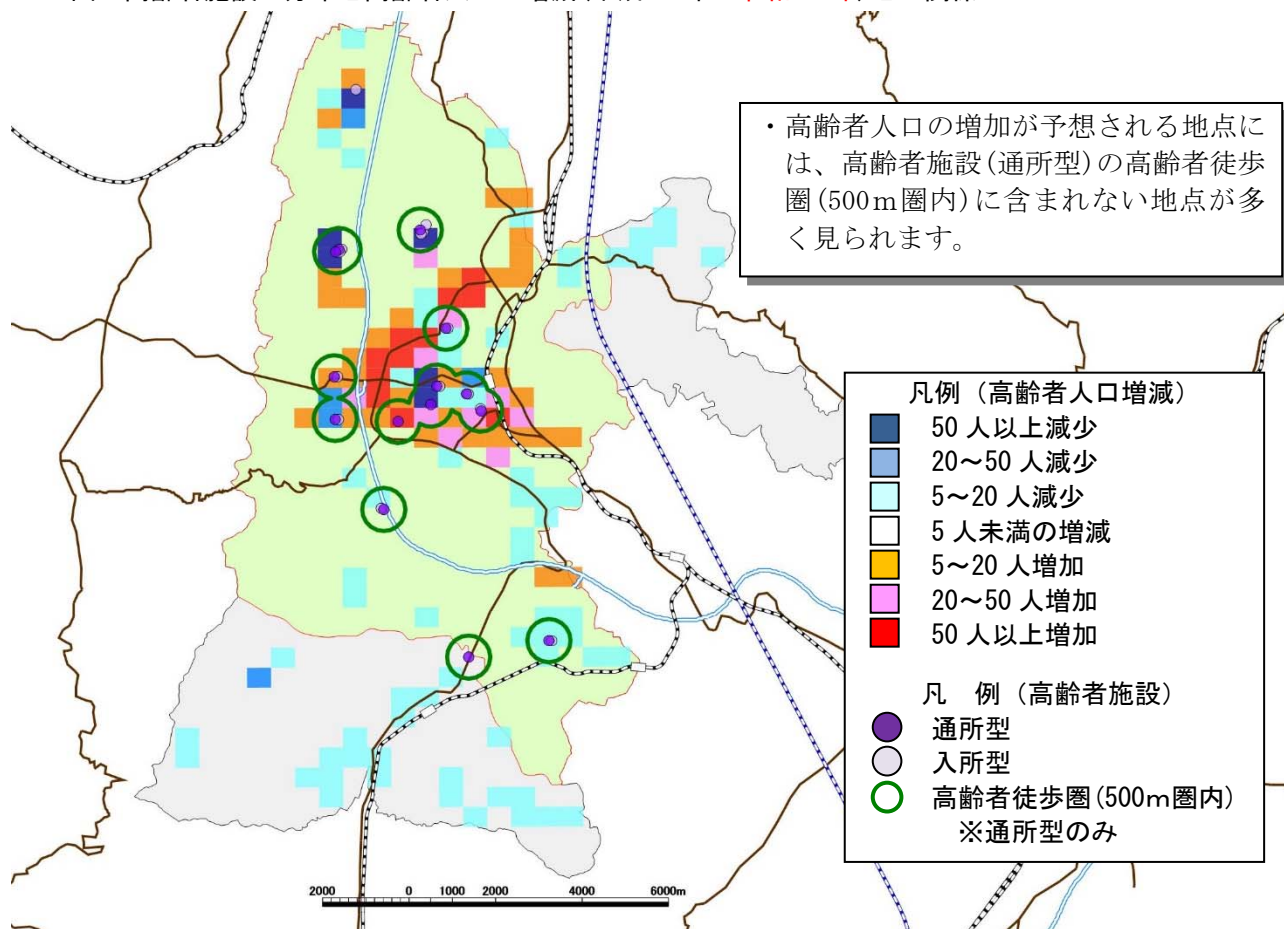 ・高齢者人口の増加が予想される地点に
は、高齢者施設(通所型)の高齢者徒歩
圏(500m圏内)に含まれない地点が多
く見られます。
凡例（高齢者人口増減）
50 人以上減少
20～50 人減少
5～20 人減少
5 人未満の増減
5～20 人増加
20～50 人増加
50 人以上増加
凡　例（高齢者施設）
通所型
入所型
高齢者徒歩圏(500m圏内)
※通所型のみ
2000 0 1000 2000 4000 6000m